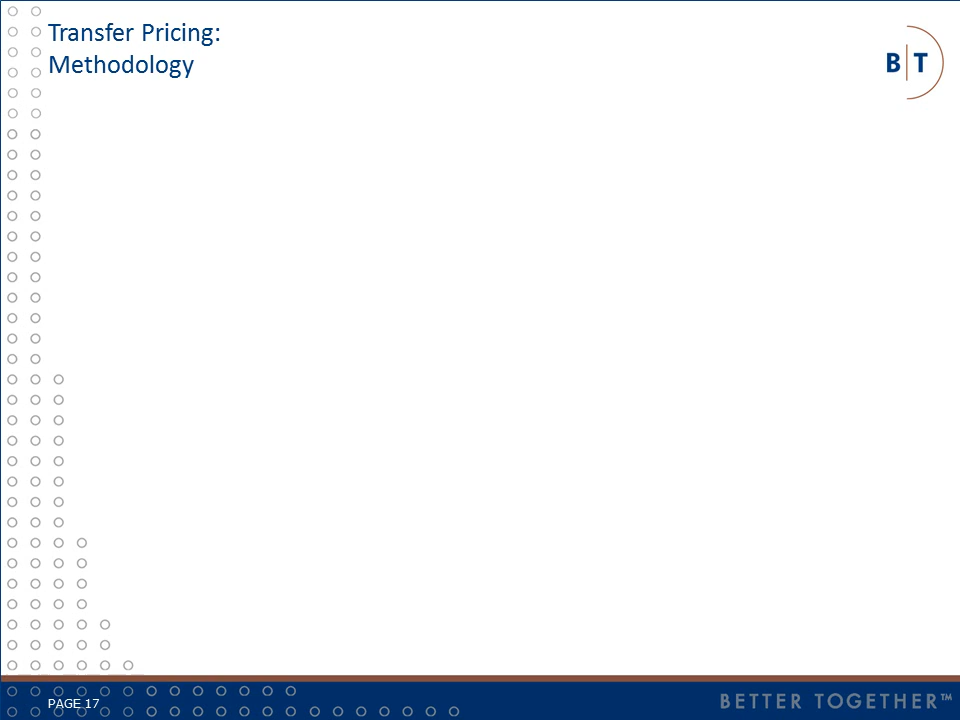 Transfer Pricing:
Methodology
B|T
PAGE 17
BETTER TOGETHER™